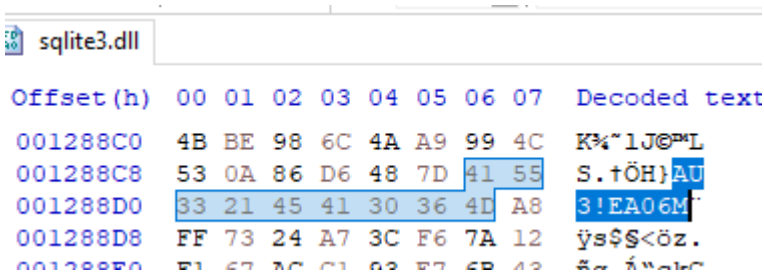 sqlite3.dll
Offset(h) 00 01 02 03 04 05 06 07 Decoded text
001288C0 4B BE 98 6C 4A A9 99 4C K¾˜lJ©™L
001288C8 53 0A 86 D6 48 7D 41 55 S.†ÖH}AU
001288D0 33 21 45 41 30 36 4D A8 3!EA06M¨
001288D8 FF 73 24 A7 3C F6 7A 12 ÿs$§<öz.